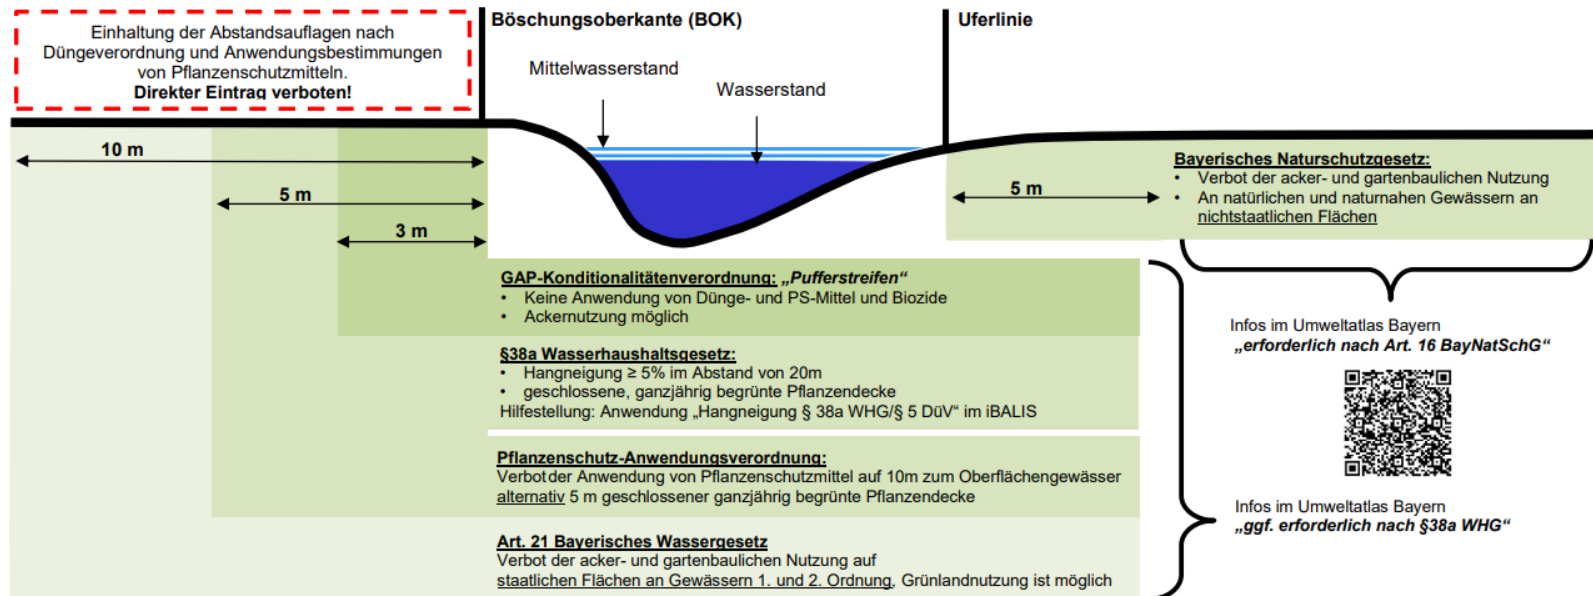 Einhaltung der Abstandsauflagen nach
Düngeverordnung und Anwendungsbestimmungen
von Pflanzenschutzmitteln.
Direkter Eintrag verboten!
Böschungsoberkante (BOK)
Uferlinie
Mittelwasserstand
Wasserstand
10 m
5 m
3 m
5 m
Bayerisches Naturschutzgesetz:
• Verbot der acker- und gartenbaulichen Nutzung
• An natürlichen und naturnahen Gewässern an
nichtstaatlichen Flächen
GAP-Konditionalitätenverordnung: „Pufferstreifen“
• Keine Anwendung von Dünge- und PS-Mittel und Biozide
• Ackernutzung möglich
§38a Wasserhaushaltsgesetz:
• Hangneigung ≥ 5% im Abstand von 20m
• geschlossene, ganzjährig begrünte Pflanzendecke
Hilfestellung: Anwendung „Hangneigung § 38a WHG/§ 5 DüV“ im iBALIS
Pflanzenschutz-Anwendungsverordnung:
Verbot der Anwendung von Pflanzenschutzmittel auf 10m zum Oberflächengewässer
alternativ 5 m geschlossener ganzjährig begrünte Pflanzendecke
Art. 21 Bayerisches Wassergesetz
Verbot der acker- und gartenbaulichen Nutzung auf
staatlichen Flächen an Gewässern 1. und 2. Ordnung, Grünlandnutzung ist möglich
Infos im Umweltatlas Bayern
„erforderlich nach Art. 16 BayNatSchG“
Infos im Umweltatlas Bayern
„ggf. erforderlich nach §38a WHG“